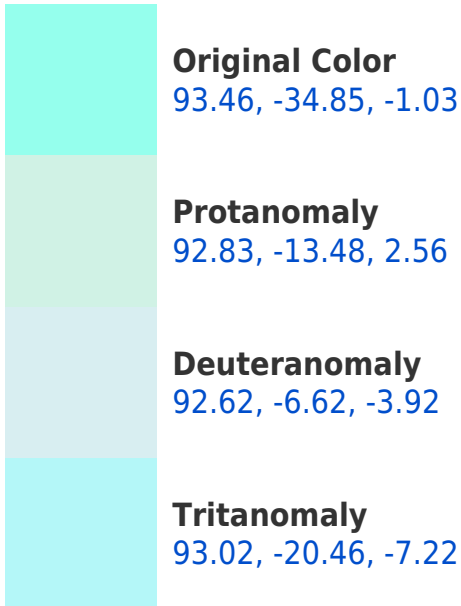 Original Color
93.46, -34.85, -1.03
Protanomaly
92.83, -13.48, 2.56
Deuteranomaly
92.62, -6.62, -3.92
Tritanomaly
93.02, -20.46, -7.22